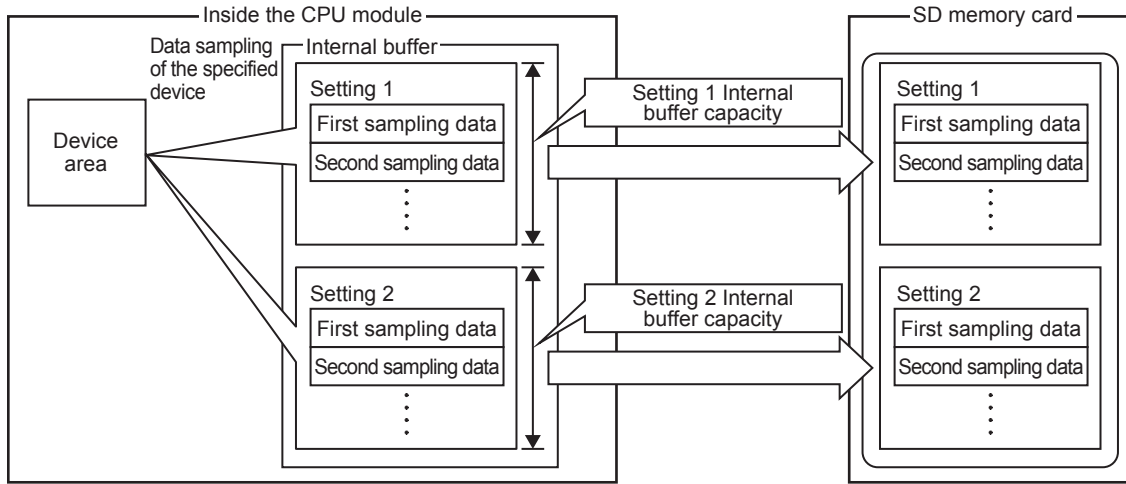 Inside the CPU module
Data sampling
of the specified
device
Device
area
Internal buffer
Setting 1
First sampling data
Second sampling data
Setting 1 Internal
buffer capacity
Setting 2
First sampling data
Second sampling data
Setting 2 Internal
buffer capacity
SD memory card
Setting 1
First sampling data
Second sampling data
Setting 2
First sampling data
Second sampling data